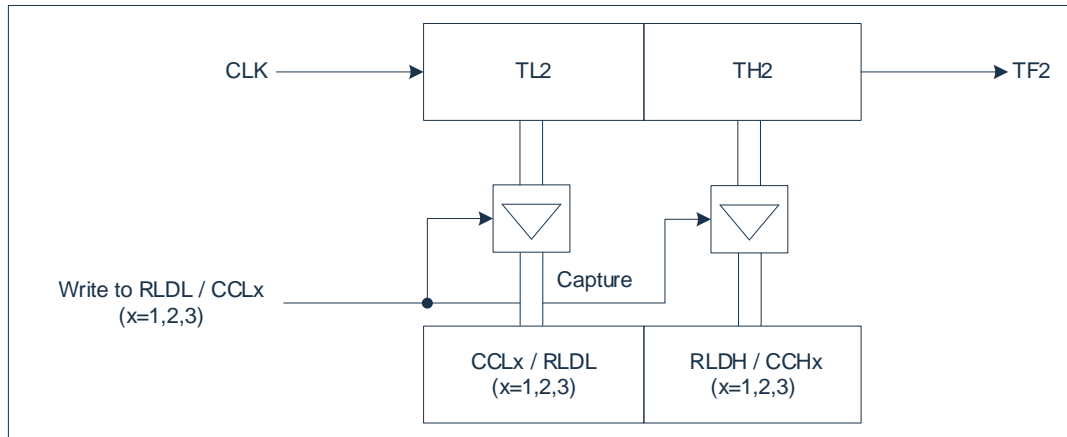 CLK
TL2
TH2
TF2
Write to RLDL / CCLx
(x=1,2,3)
Capture
CCLx / RLDL
(x=1,2,3)
RLDH / CCHx
(x=1,2,3)